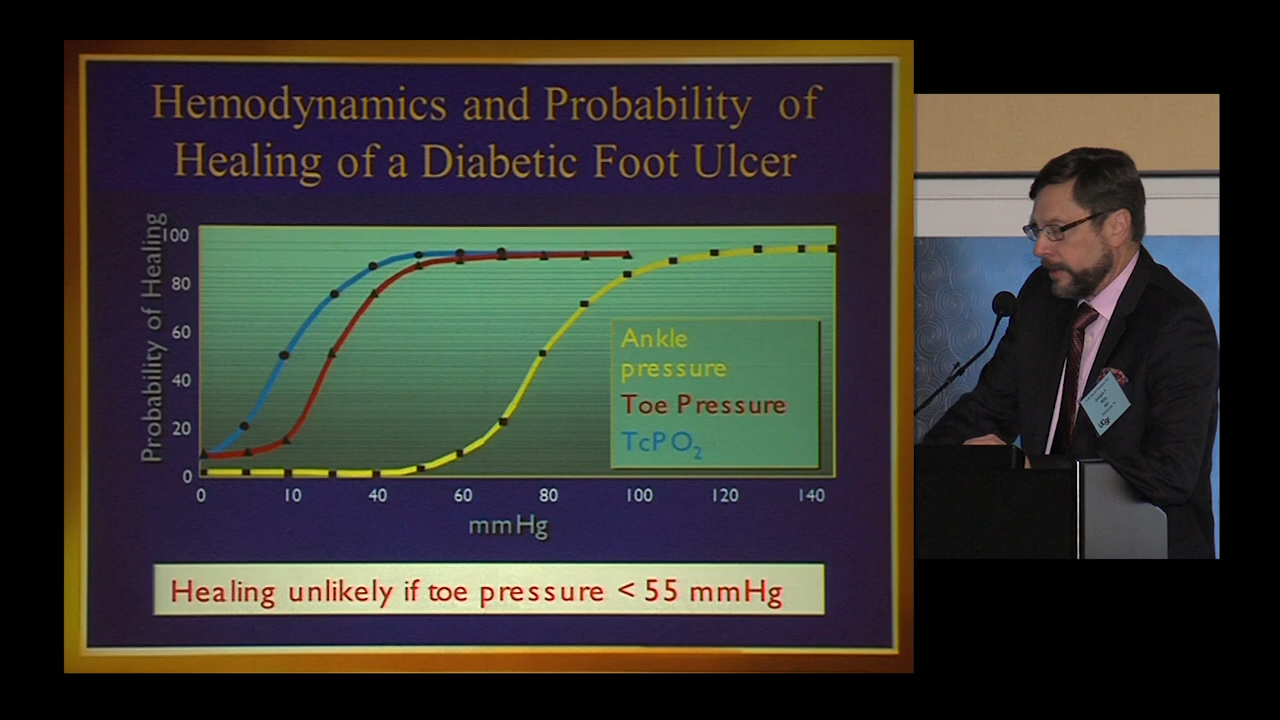 Hemodynamics and Probability of
Healing of a Diabetic Foot Ulcer
Probability of Healing
100
80
60
40
20
0
Ankle
pressure
Toe Pressure
TcPO2
0 10 40 60 80 100 120 140
mmHg
Healing unlikely if toe pressure < 55 mmHg